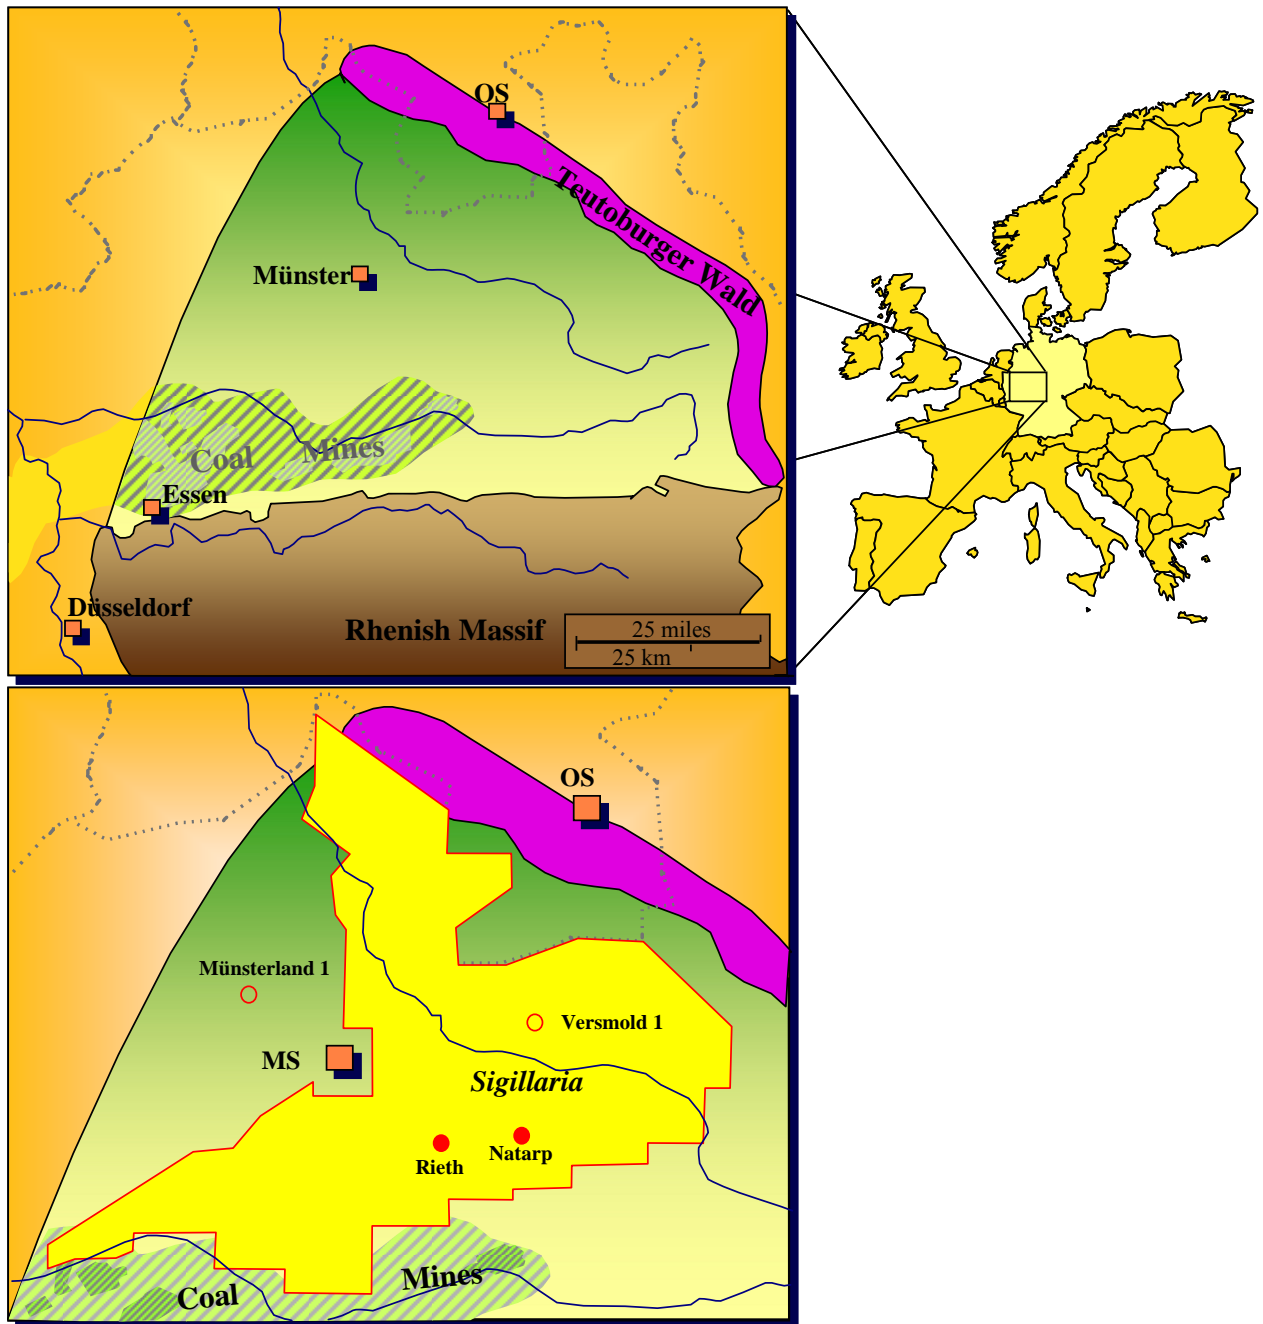 OS
Teutoburger Wald
Münster
Coal Mines
Essen
Düsseldorf
Rhenish Massif
25 miles
25 km
OS
Münsterland 1
Versmold 1
MS
Sigillaria
Rieth
Natarp
Coal Mines